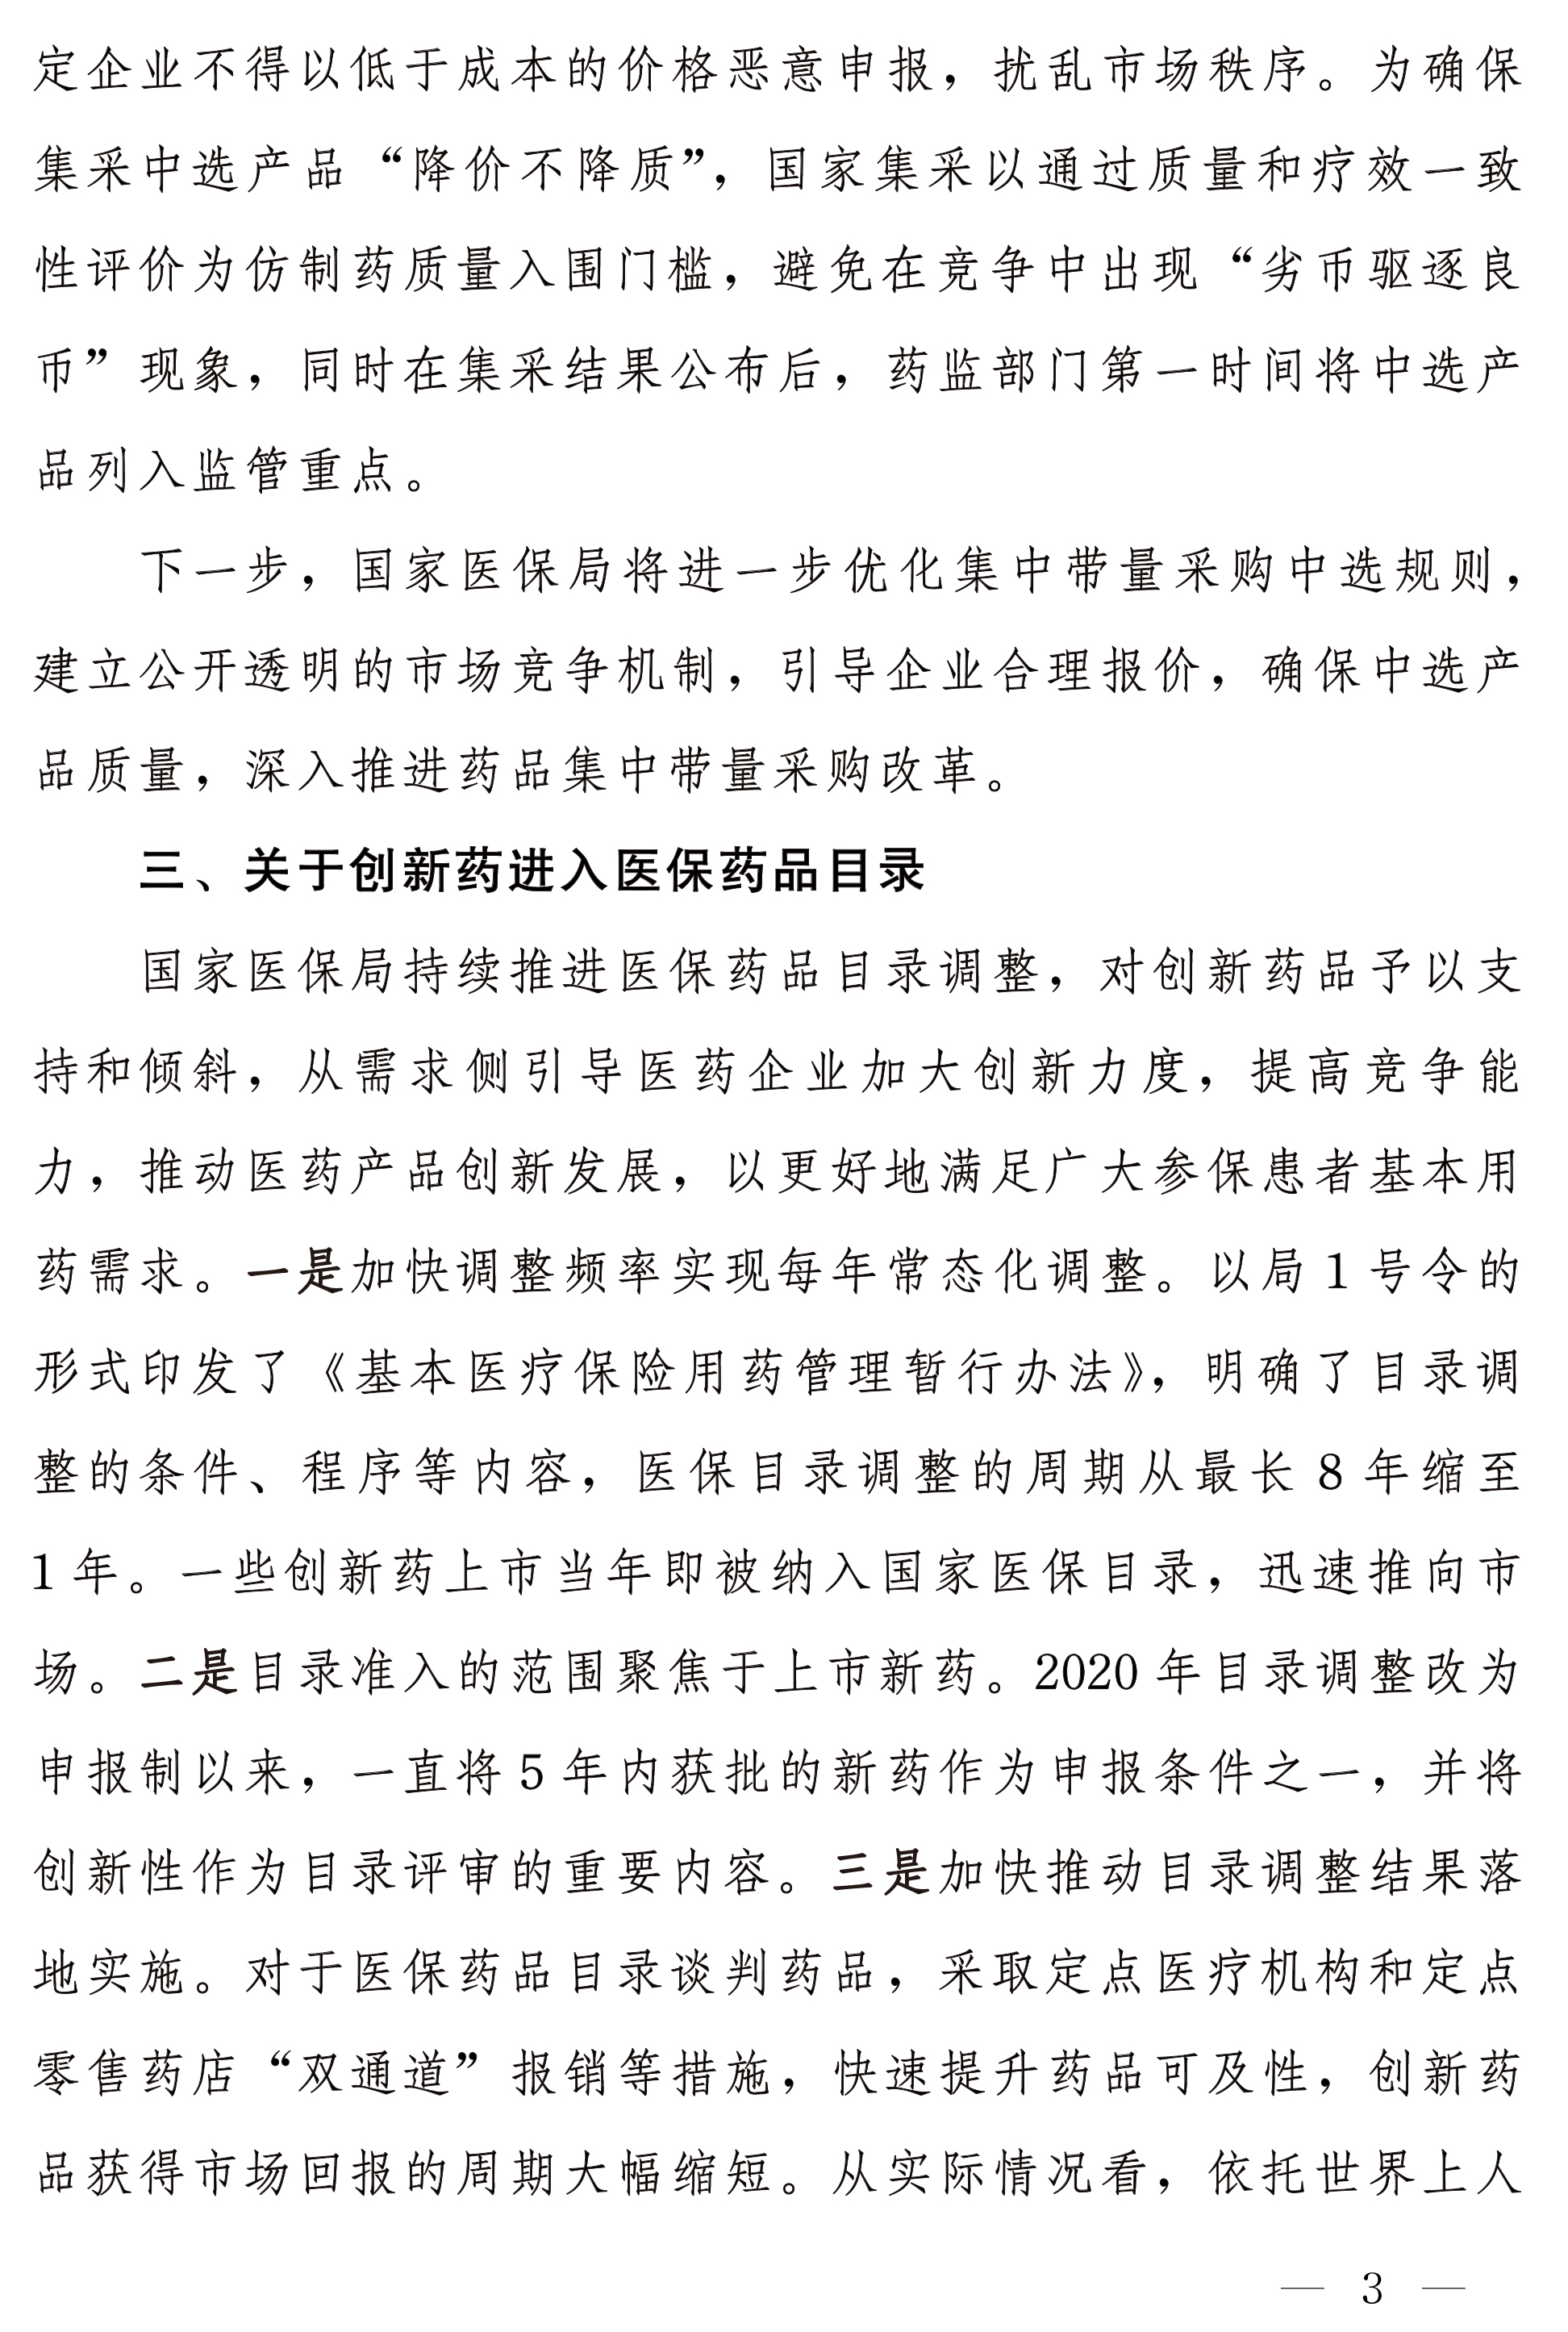 定企业不得以低于成本的价格恶意申报，扰乱市场秩序。为确保
集采中选产品“降价不降质”，国家集采以通过质量和疗效一致
性评价为仿制药质量入围门槛，避免在竞争中出现“劣币驱逐良
币”现象，同时在集采结果公布后，药监部门第一时间将中选产
品列入监管重点。
下一步，国家医保局将进一步优化集中带量采购中选规则，
建立公开透明的市场竞争机制，引导企业合理报价，确保中选产
品质量，深入推进药品集中带量采购改革。
三、关于创新药进入医保药品目录
国家医保局持续推进医保药品目录调整，对创新药品予以支
持和倾斜，从需求侧引导医药企业加大创新力度，提高竞争能
力，推动医药产品创新发展，以更好地满足广大参保患者基本用
药需求。一是加快调整频率实现每年常态化调整。以局1号令的
形式印发了《基本医疗保险用药管理暂行办法》，明确了目录调
整的条件、程序等内容，医保目录调整的周期从最长8年缩至
1年。一些创新药上市当年即被纳入国家医保目录，迅速推向市
场。二是目录准入的范围聚焦于上市新药。2020年目录调整改为
申报制以来，一直将5年内获批的新药作为申报条件之一，并将
创新性作为目录评审的重要内容。三是加快推动目录调整结果落
地实施。对于医保药品目录谈判药品，采取定点医疗机构和定点
零售药店“双通道”报销等措施，快速提升药品可及性，创新药
品获得市场回报的周期大幅缩短。从实际情况看，依托世界上人
— 3 —